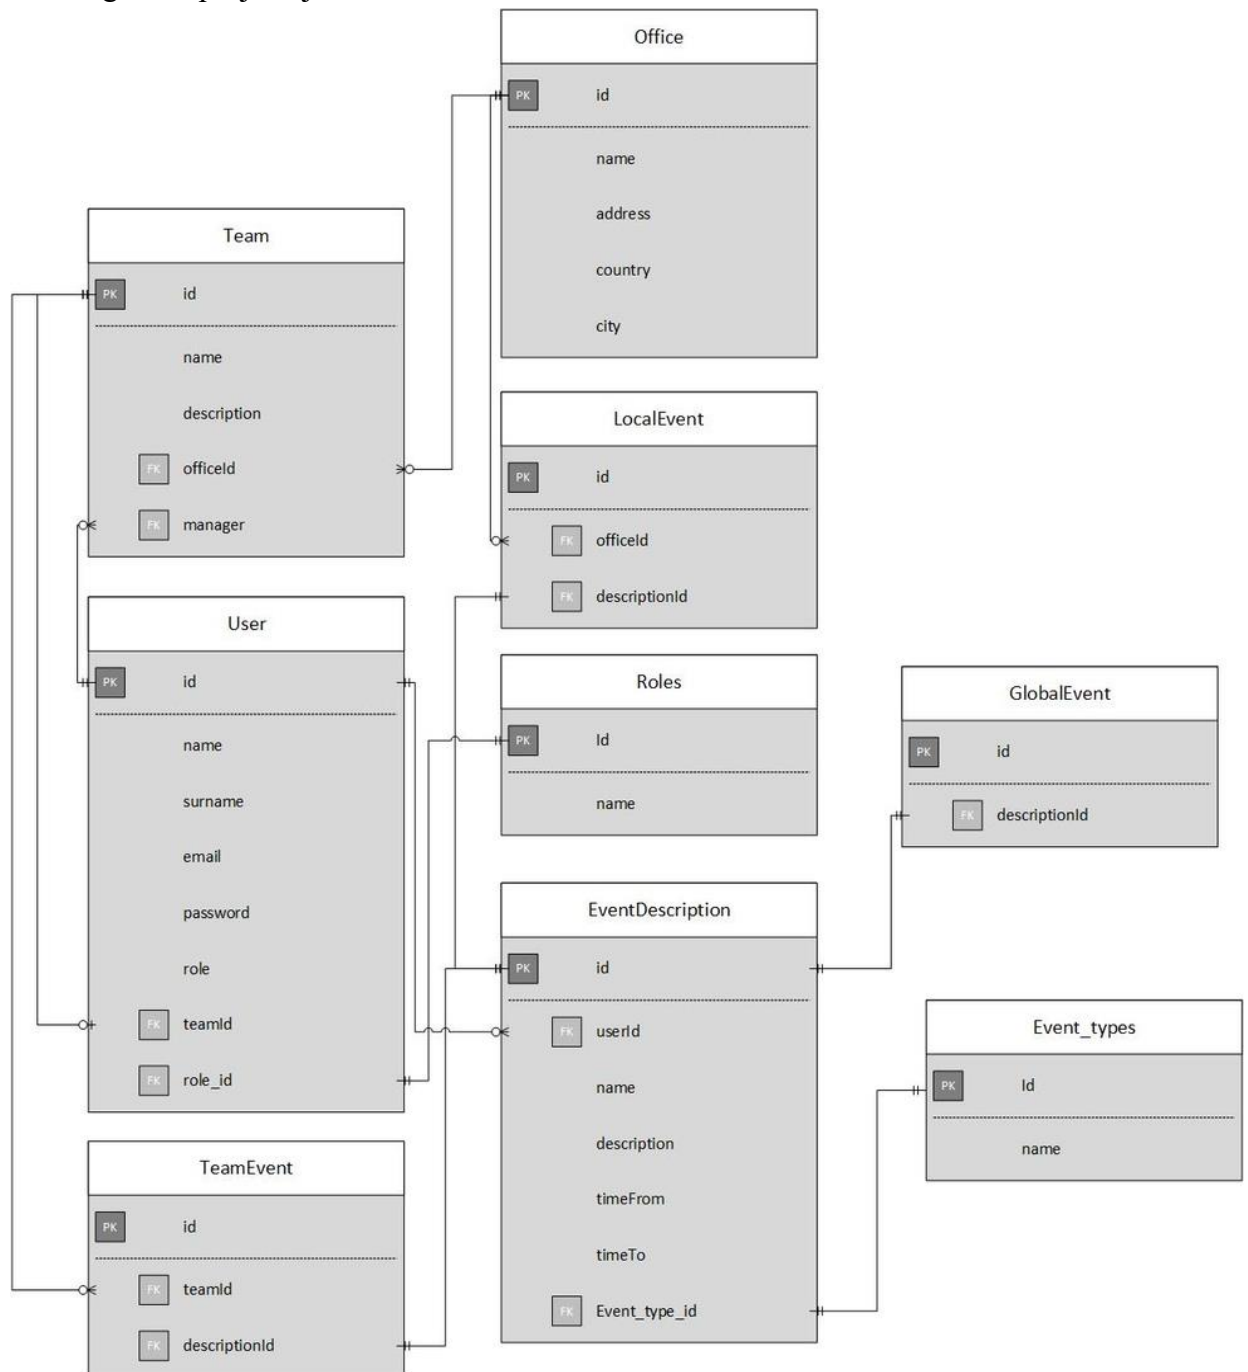 Office
PK id
name
address
country
city
Team
PK id
name
description
FK officeId
FK manager
LocalEvent
PK id
FK officeId
FK descriptionId
User
PK id
name
surname
email
password
role
FK teamId
FK role_id
Roles
PK Id
name
GlobalEvent
PK id
FK descriptionId
EventDescription
PK id
FK userId
name
description
timeFrom
timeTo
FK Event_type_id
Event_types
PK Id
name
TeamEvent
PK id
FK teamId
FK descriptionId